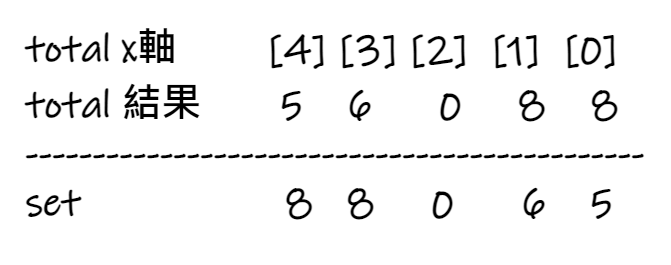 total x軸 [4] [3] [2] [1] [0]
total 結果 5 6 0 8 8
--------------------------------------------
set 8 8 0 6 5